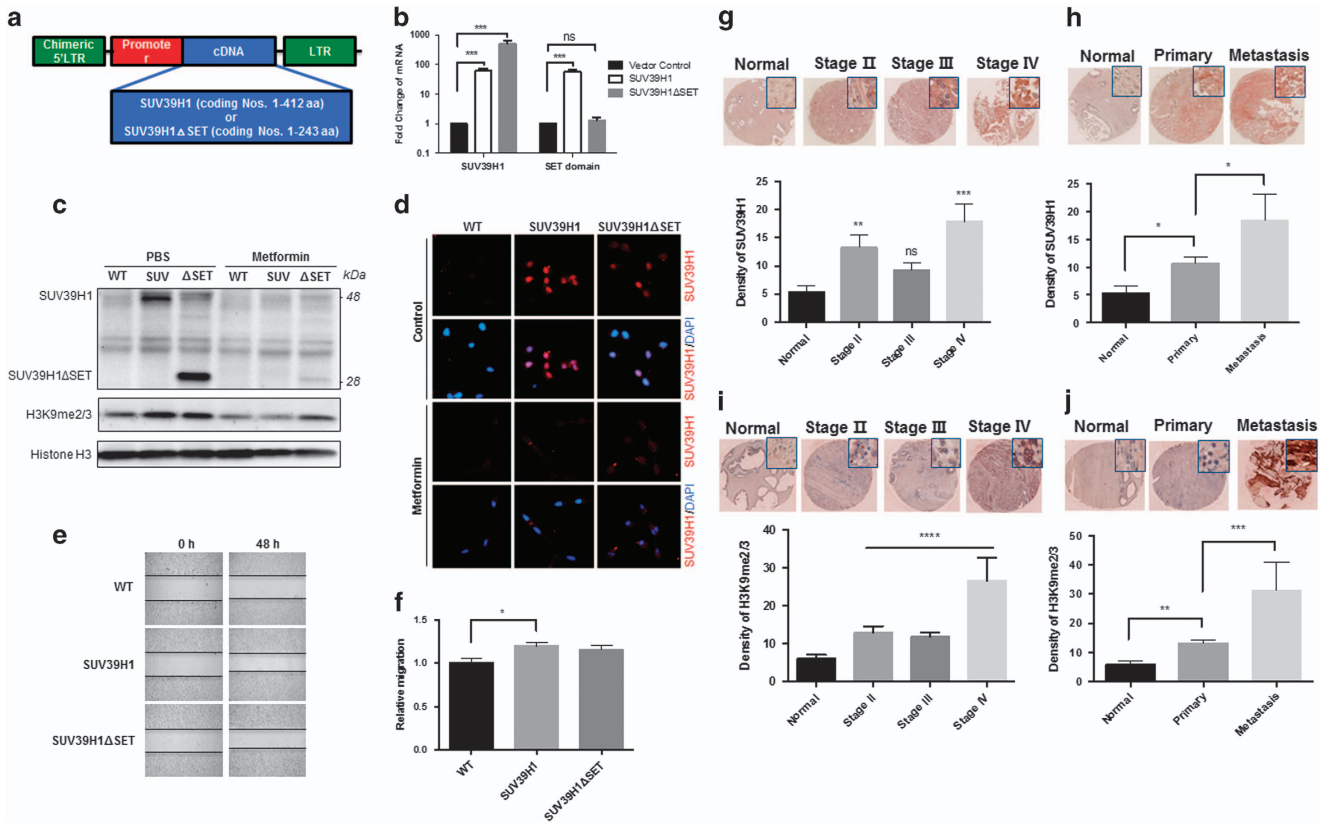 a
Chimeric
5'LTR
Promote
r
cDNA
LTR
SUV39H1 (coding Nos. 1-412 aa)
or
SUV39H1ΔSET (coding Nos. 1-243 aa)
b
Fold Change of mRNA
1000
100
10
1
0.1
***
***
***
ns
SUV39H1
SET domain
Vector Control
SUV39H1
SUV39H1ΔSET
c
PBS
Metformin
WT
SUV
ΔSET
WT
SUV
ΔSET
kDa
SUV39H1
48
SUV39H1ΔSET
28
H3K9me2/3
Histone H3
d
WT
SUV39H1
SUV39H1ΔSET
Control
Metformin
SUV39H1
SUV39H1/DAPI
SUV39H1
SUV39H1/DAPI
e
0 h
48 h
WT
SUV39H1
SUV39H1ΔSET
f
Relative migration
1.5
1.0
0.5
0.0
*
WT
SUV39H1
SUV39H1ΔSET
g
Normal
Stage II
Stage III
Stage IV
Density of SUV39H1
25
20
15
10
5
0
**
ns
***
Normal
Stage II
Stage III
Stage IV
h
Normal
Primary
Metastasis
Density of SUV39H1
25
20
15
10
5
0
*
*
Normal
Primary
Metastasis
i
Normal
Stage II
Stage III
Stage IV
Density of H3K9me2/3
40
30
20
10
0
****
Normal
Stage II
Stage III
Stage IV
j
Normal
Primary
Metastasis
Density of H3K9me2/3
50
40
30
20
10
0
**
***
Normal
Primary
Metastasis